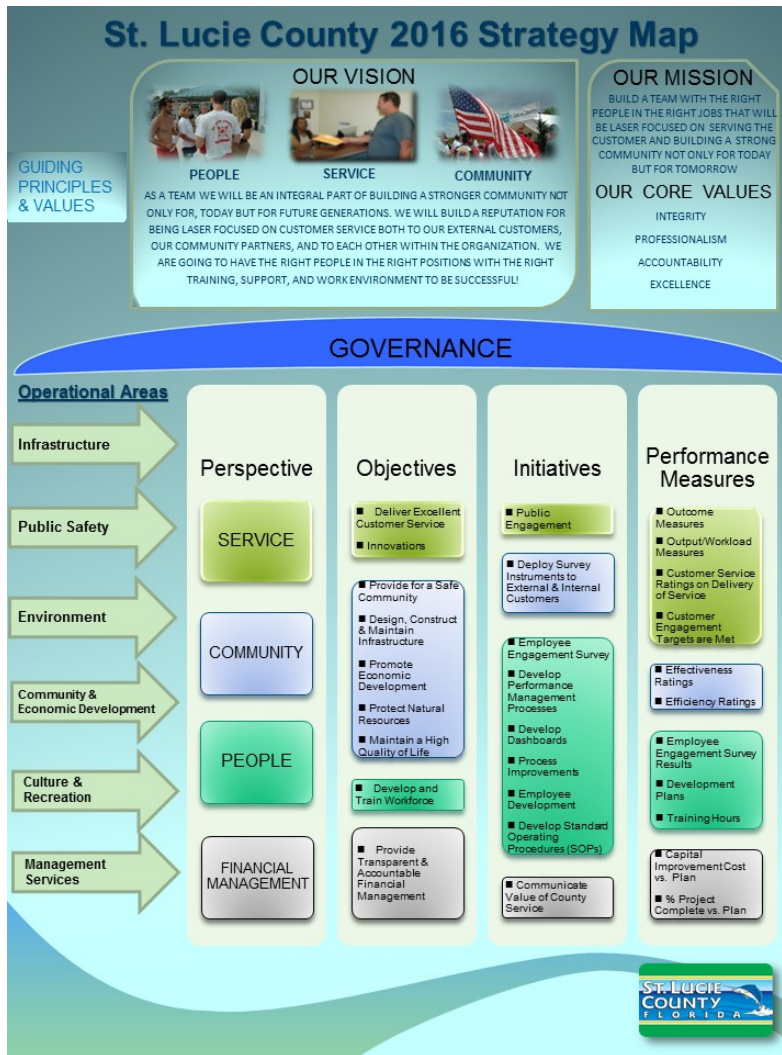 St. Lucie County 2016 Strategy Map
GUIDING
PRINCIPLES
& VALUES
OUR VISION
PEOPLE
SERVICE
COMMUNITY
AS A TEAM WE WILL BE AN INTEGRAL PART OF BUILDING A STRONGER COMMUNITY NOT
ONLY FOR, TODAY BUT FOR FUTURE GENERATIONS. WE WILL BUILD A REPUTATION FOR
BEING LASER FOCUSED ON CUSTOMER SERVICE BOTH TO OUR EXTERNAL CUSTOMERS,
OUR COMMUNITY PARTNERS, AND TO EACH OTHER WITHIN THE ORGANIZATION. WE
ARE GOING TO HAVE THE RIGHT PEOPLE IN THE RIGHT POSITIONS WITH THE RIGHT
TRAINING, SUPPORT, AND WORK ENVIRONMENT TO BE SUCCESSFUL!
OUR MISSION
BUILD A TEAM WITH THE RIGHT
PEOPLE IN THE RIGHT JOBS THAT WILL
BE LASER FOCUSED ON SERVING THE
CUSTOMER AND BUILDING A STRONG
COMMUNITY NOT ONLY FOR TODAY
BUT FOR TOMORROW
OUR CORE VALUES
INTEGRITY
PROFESSIONALISM
ACCOUNTABILITY
EXCELLENCE
GOVERNANCE
Operational Areas
Infrastructure
Public Safety
Environment
Community &
Economic Development
Culture &
Recreation
Management
Services
Perspective
SERVICE
COMMUNITY
PEOPLE
FINANCIAL
MANAGEMENT
Objectives
■ Deliver Excellent
Customer Service
■ Innovations
■ Provide for a Safe
Community
■ Design, Construct
& Maintain
Infrastructure
■ Promote
Economic
Development
■ Protect Natural
Resources
■ Maintain a High
Quality of Life
■ Develop and
Train Workforce
■ Provide
Transparent &
Accountable
Financial
Management
Initiatives
■ Public
Engagement
■ Deploy Survey
Instruments to
External & Internal
Customers
■ Employee
Engagement Survey
■ Develop
Performance
Management
Processes
■ Develop
Dashboards
■ Process
Improvements
■ Employee
Development
■ Develop Standard
Operating
Procedures (SOPs)
■ Communicate
Value of County
Service
Performance
Measures
■ Outcome
Measures
■ Output/Workload
Measures
■ Customer Service
Ratings on Delivery
of Service
■ Customer
Engagement
Targets are Met
■ Effectiveness
Ratings
■ Efficiency Ratings
■ Employee
Engagement Survey
Results
■ Development
Plans
■ Training Hours
■ Capital
Improvement Cost
vs. Plan
■ % Project
Complete vs. Plan
ST. LUCIE
COUNTY
FLORIDA